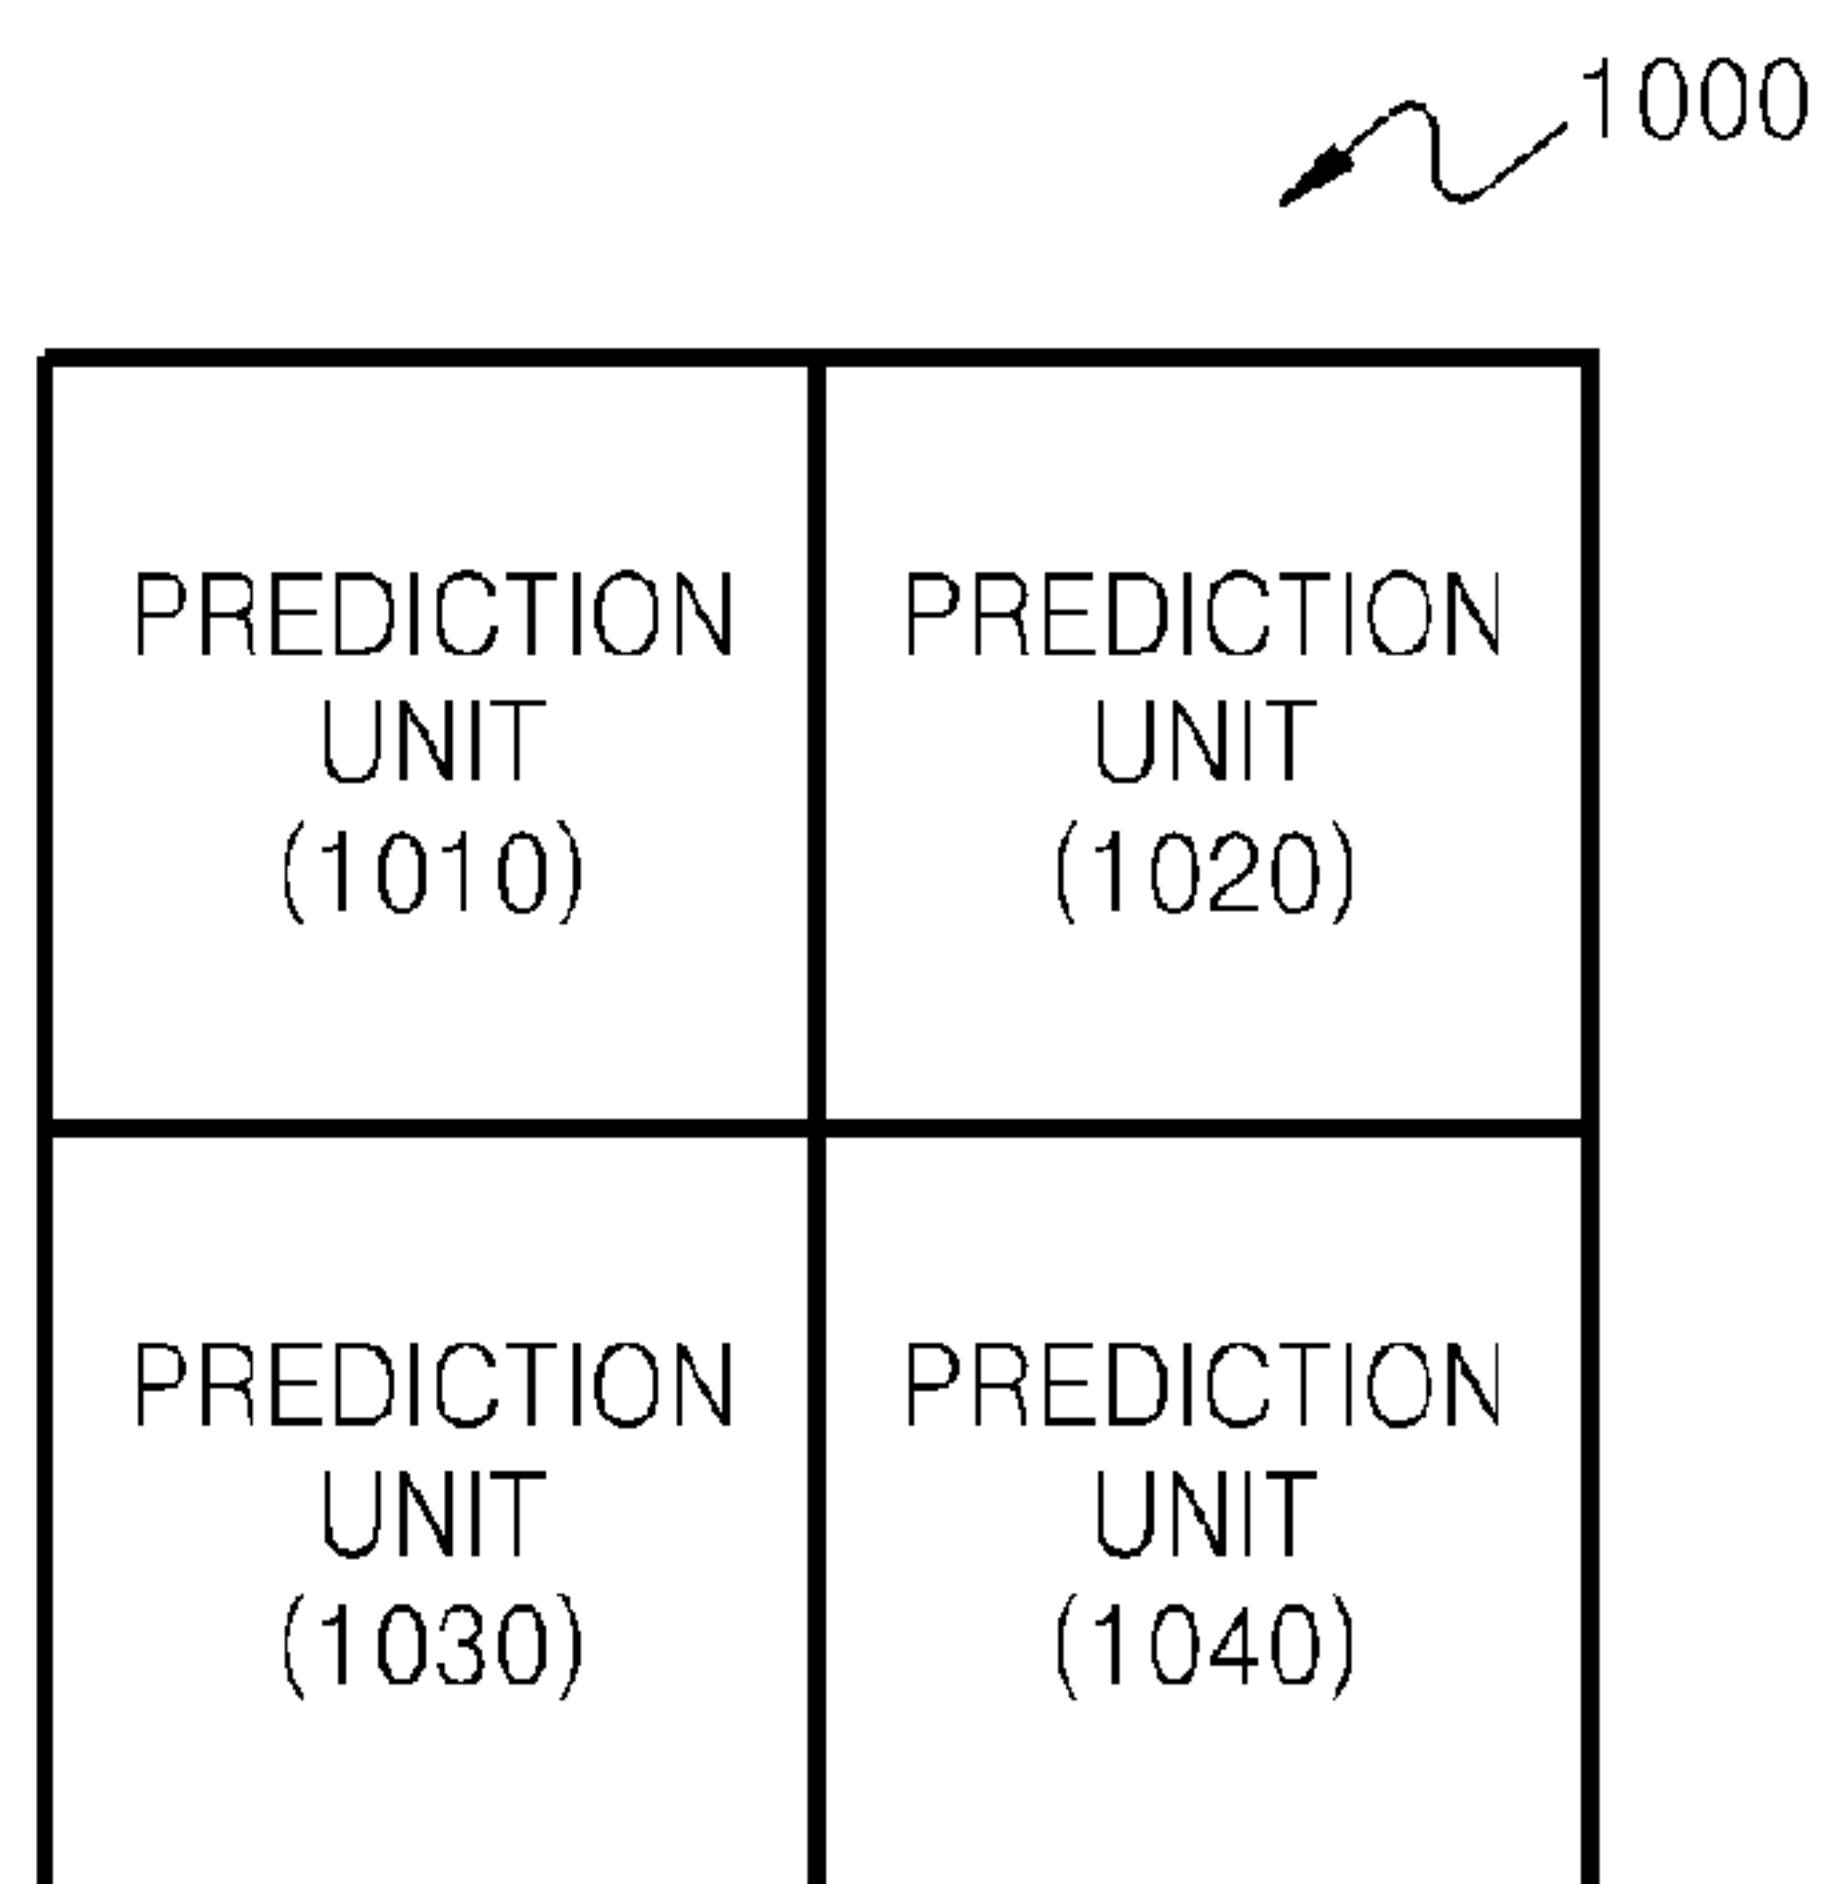 1000
PREDICTION
UNIT
(1010)
PREDICTION
UNIT
(1020)
PREDICTION
UNIT
(1030)
PREDICTION
UNIT
(1040)